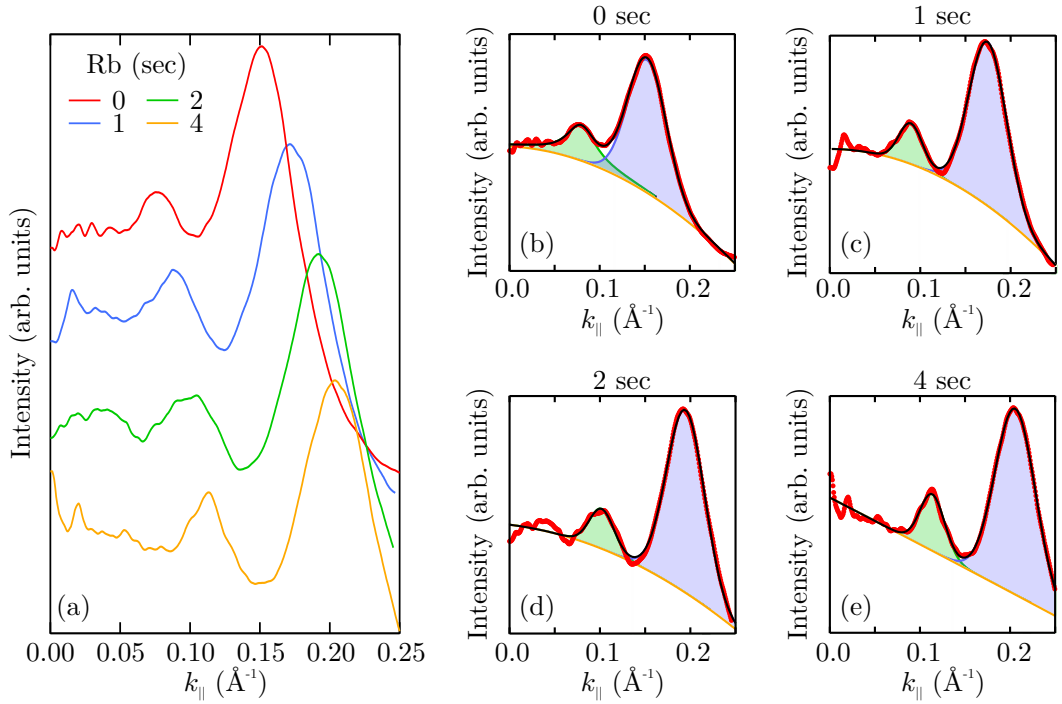 Intensity (arb. units)
Rb (sec)
0 2
1 4
(a)
0.00 0.05 0.10 0.15 0.20 0.25
k|| (Å-1)
0 sec
Intensity (arb. units)
(b)
0.0 0.1 0.2
k|| (Å-1)
1 sec
Intensity (arb. units)
(c)
0.0 0.1 0.2
k|| (Å-1)
2 sec
Intensity (arb. units)
(d)
0.0 0.1 0.2
k|| (Å-1)
4 sec
Intensity (arb. units)
(e)
0.0 0.1 0.2
k|| (Å-1)